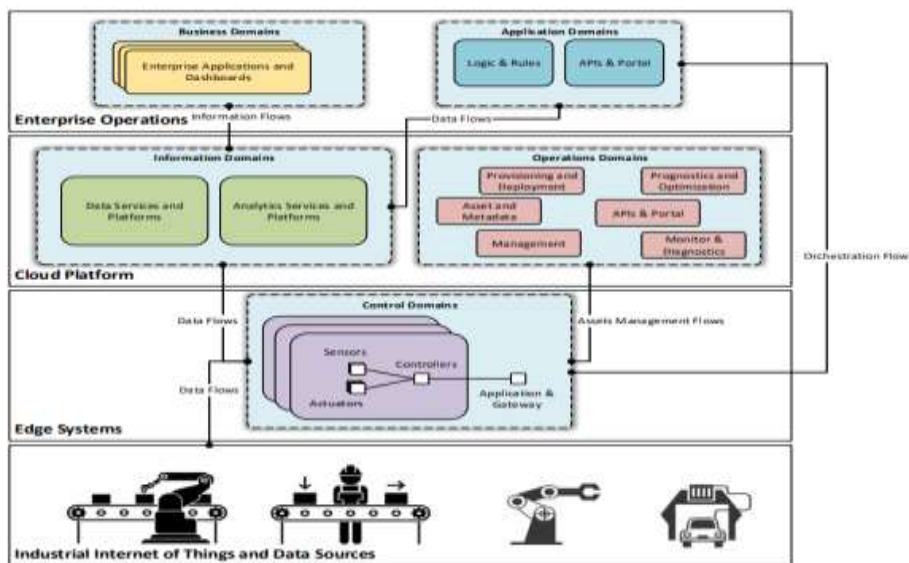 Business Domains
Enterprise Applications and
Dashboards
Application Domains
Logic & Rules
APIs & Portal
Enterprise Operations
Information Flows
Data Flows
Information Domains
Data Services and
Platforms
Analytics Services and
Platforms
Operations Domains
Provisioning and
Deployment
Prognostics and
Optimization
Asset and
Metadata
APIs & Portal
Management
Monitor &
Diagnostics
Cloud Platform
Orchestration Flow
Control Domains
Data Flows
Assets Management Flows
Sensors
Controllers
Actuators
Application &
Gateway
Data Flows
Edge Systems
Industrial Internet of Things and Data Sources